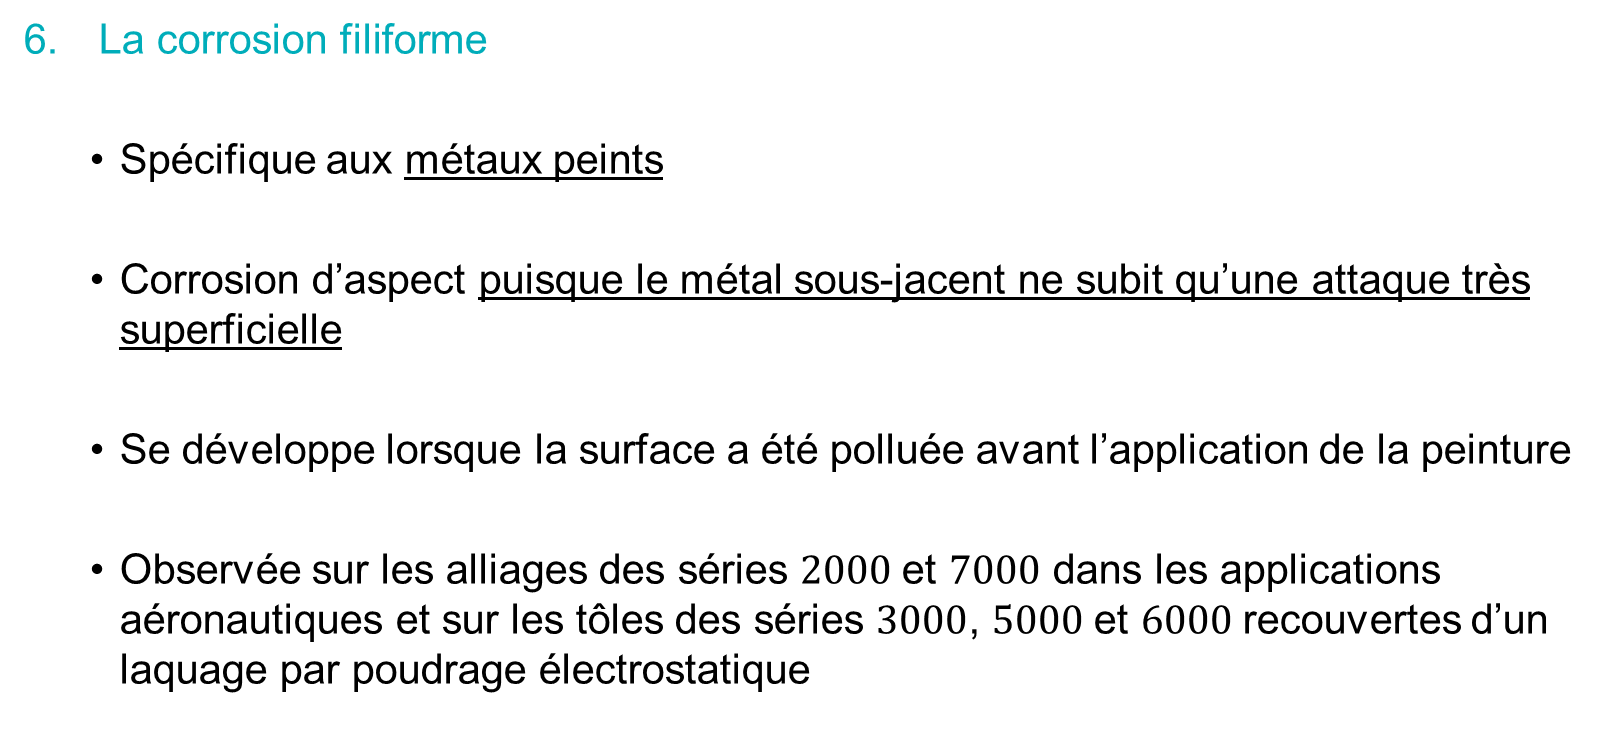 6. La corrosion filiforme
• Spécifique aux métaux peints
• Corrosion d’aspect puisque le métal sous-jacent ne subit qu’une attaque très
superficielle
• Se développe lorsque la surface a été polluée avant l’application de la peinture
• Observée sur les alliages des séries 2000 et 7000 dans les applications
aéronautiques et sur les tôles des séries 3000, 5000 et 6000 recouvertes d’un
laquage par poudrage électrostatique